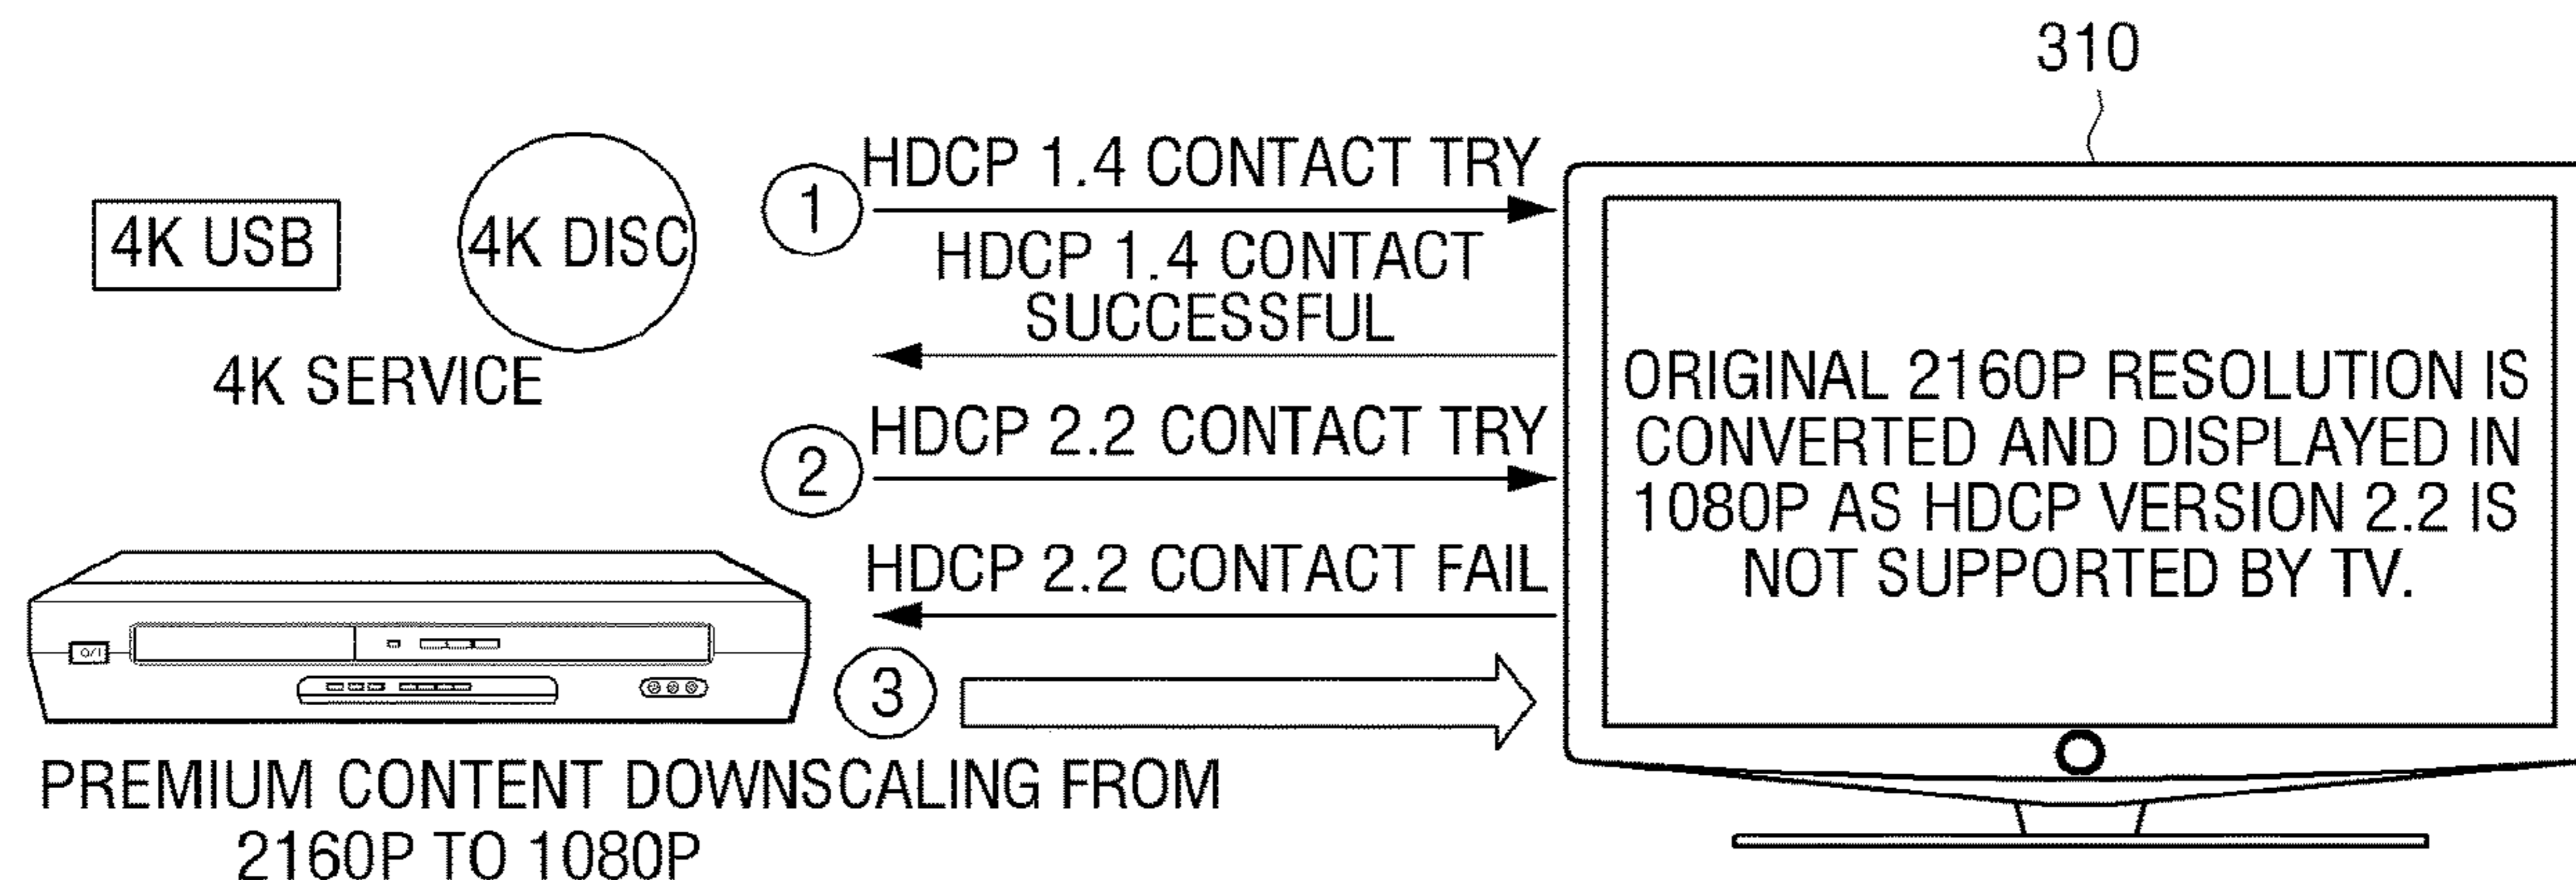 310
4K USB
4K DISC
4K SERVICE
1
HDCP 1.4 CONTACT TRY
HDCP 1.4 CONTACT
SUCCESSFUL
2
HDCP 2.2 CONTACT TRY
HDCP 2.2 CONTACT FAIL
3
O/I
PREMIUM CONTENT DOWNSCALING FROM
2160P TO 1080P
ORIGINAL 2160P RESOLUTION IS
CONVERTED AND DISPLAYED IN
1080P AS HDCP VERSION 2.2 IS
NOT SUPPORTED BY TV.